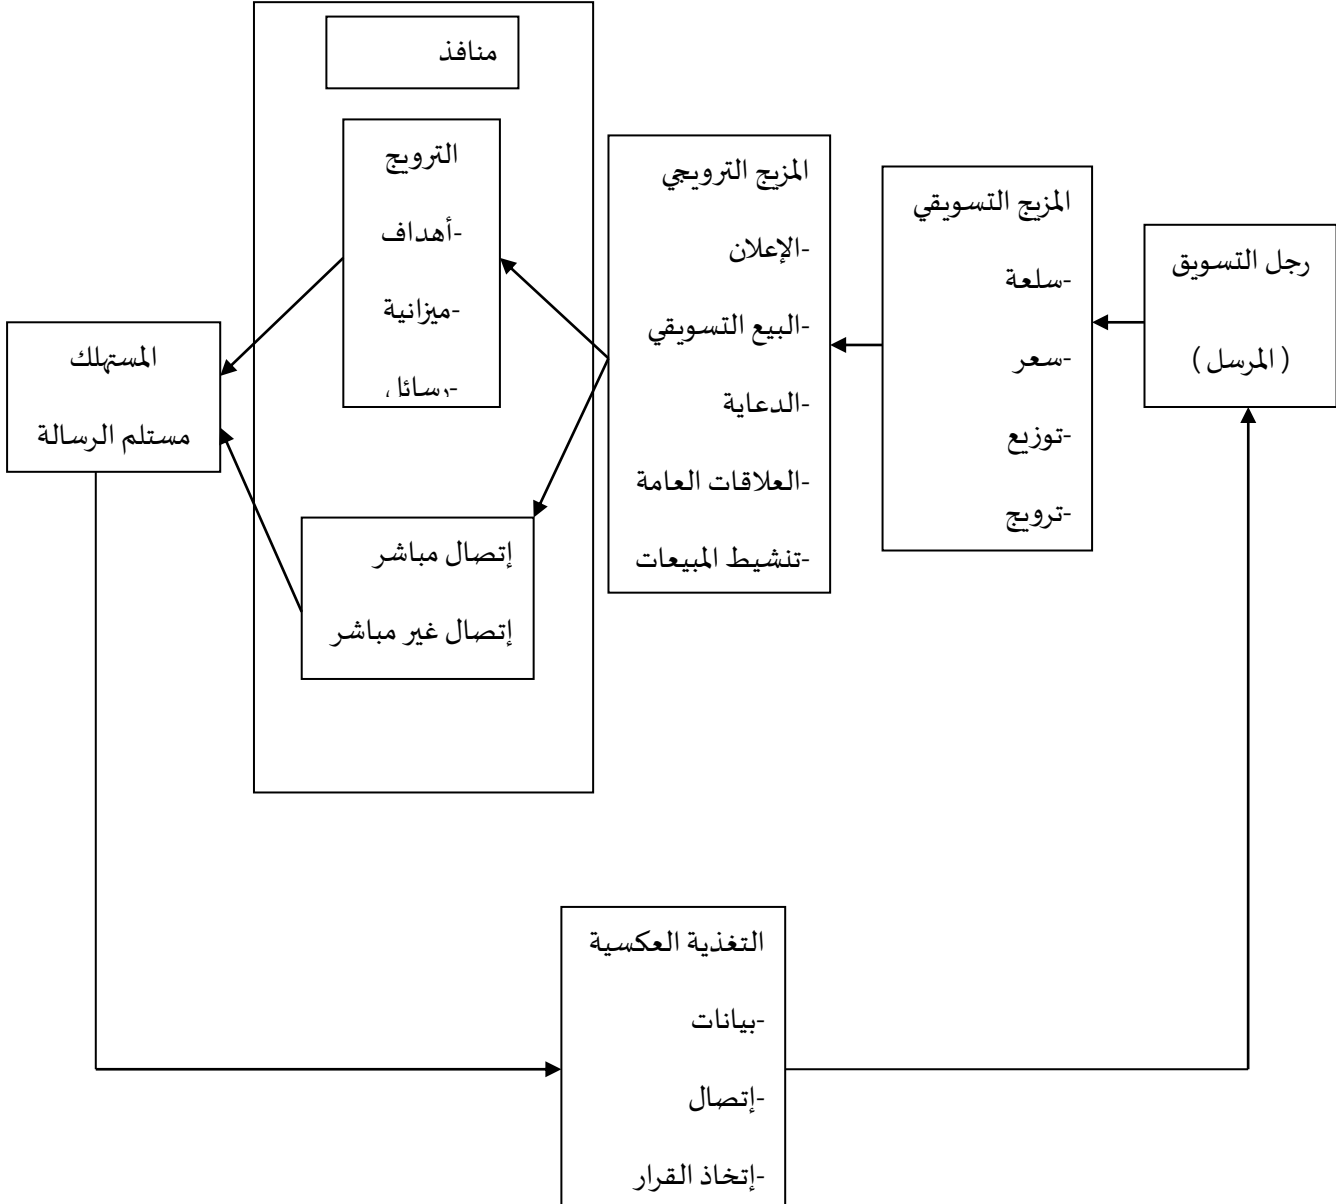 رجل التسويق
( المرسل )
المزيج التسويقي
-سلعة
-سعر
-توزيع
-ترويج
المزيج الترويجي
-الإعلان
-البيع التسويقي
-الدعاية
-العلاقات العامة
-تنشيط المبيعات
منافذ
الترويج
-أهداف
-ميزانية
-رسائل
إتصال مباشر
إتصال غير مباشر
المستهلك
مستلم الرسالة
التغذية العكسية
-بيانات
-إتصال
-إتخاذ القرار